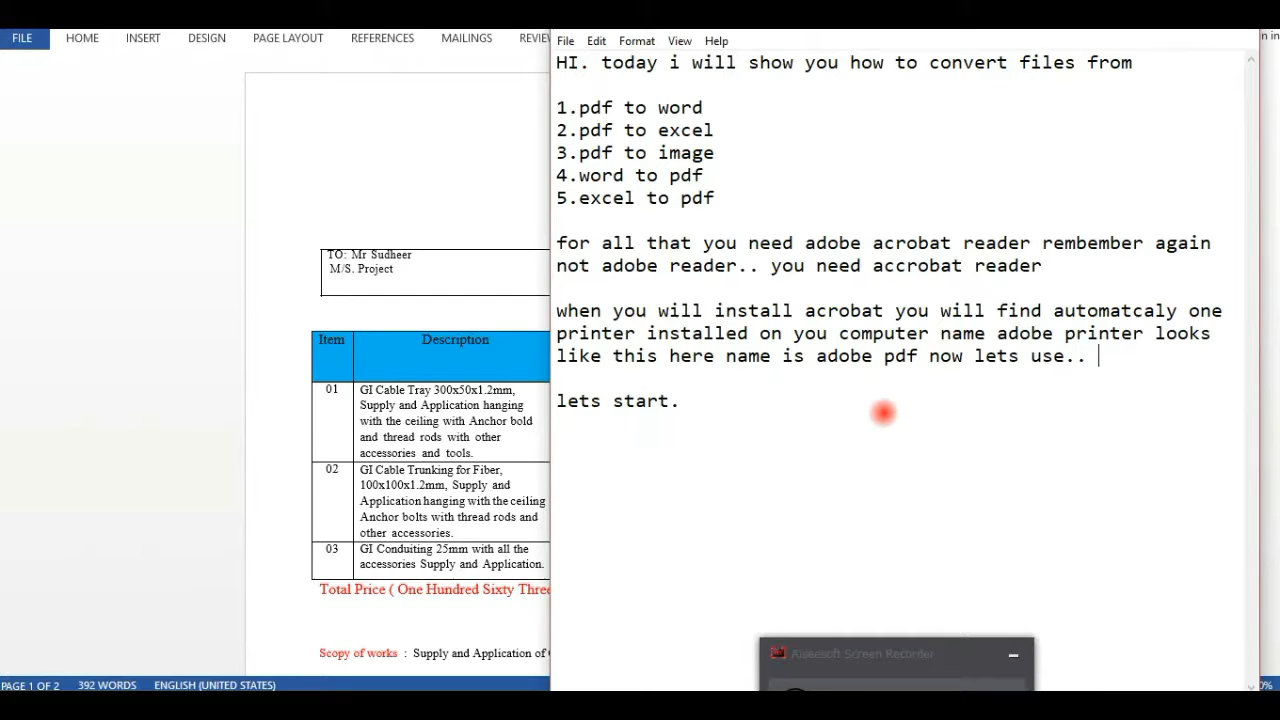 FILE HOME INSERT DESIGN PAGE LAYOUT REFERENCES MAILINGS
File Edit Format View Help
n in
TO: Mr Sudheer
M/S. Project
Item Description
01 GI Cable Tray 300x50x1.2mm,
Supply and Application hanging
with the ceiling with Anchor bold
and thread rods with other
accessories and tools.
02 GI Cable Trunking for Fiber,
100x100x1.2mm, Supply and
Application hanging with the ceiling
Anchor bolts with thread rods and
other accessories.
03 GI Conduiting 25mm with all the
accessories Supply and Application.
Total Price ( One Hundred Sixty Three
Scopy of works : Supply and Application of
PAGE 1 OF 2 392 WORDS ENGLISH (UNITED STATES)
HI. today i will show you how to convert files from
1.pdf to word
2.pdf to excel
3.pdf to image
4.word to pdf
5.excel to pdf
for all that you need adobe acrobat reader rembember again
not adobe reader.. you need accrobat reader
when you will install acrobat you will find automatcaly one
printer installed on you computer name adobe printer looks
like this here name is adobe pdf now lets use..
lets start.
Aiseesoft Screen Recorder
0%